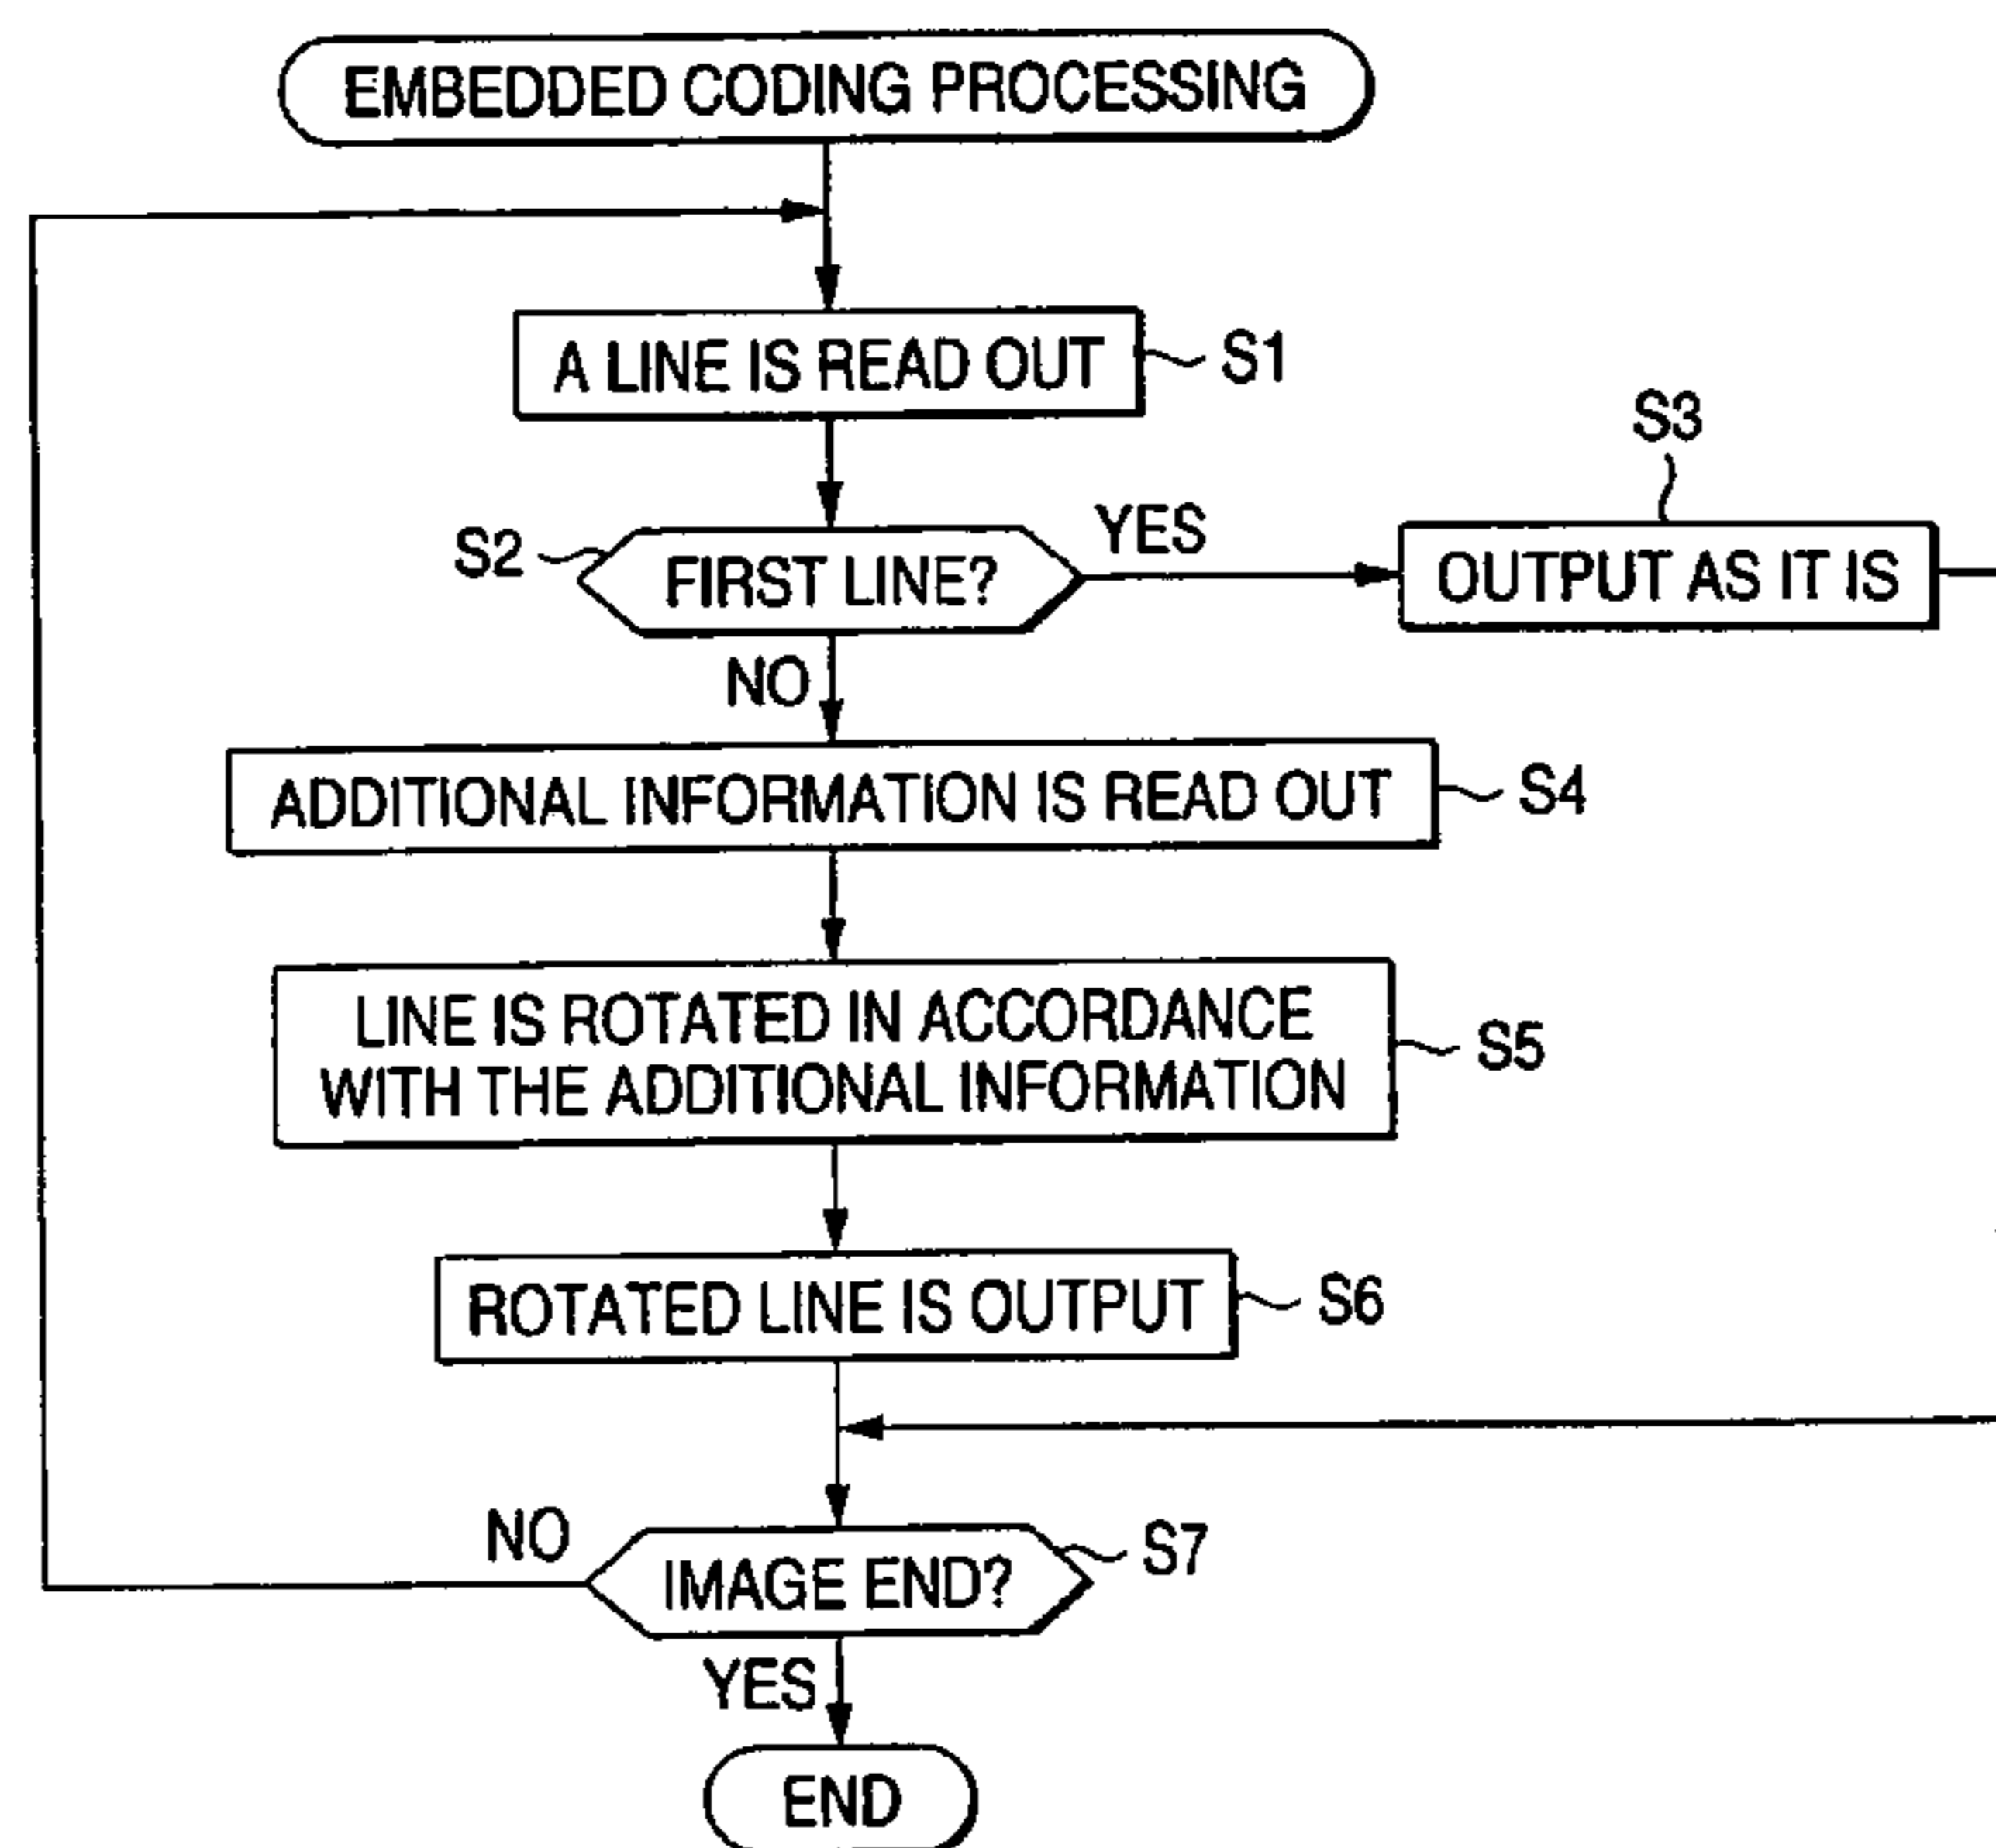 EMBEDDED CODING PROCESSING
A LINE IS READ OUT
S1
S2
FIRST LINE?
YES
S3
OUTPUT AS IT IS
NO
ADDITIONAL INFORMATION IS READ OUT
S4
LINE IS ROTATED IN ACCORDANCE
WITH THE ADDITIONAL INFORMATION
S5
ROTATED LINE IS OUTPUT
S6
NO
IMAGE END?
S7
YES
END